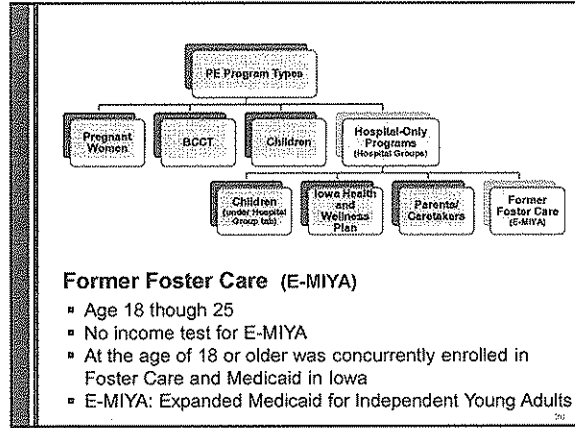 PE Program Types
Pregnant
Women
BCCT
Children
Hospital-Only
Programs
(Hospital Groups)
Children
(under Hospital
Group tab)
Iowa Health
and
Wellness
Plan
Parents/
Caretakers
Former
Foster Care
(E-MIYA)
Former Foster Care (E-MIYA)
▪ Age 18 though 25
▪ No income test for E-MIYA
▪ At the age of 18 or older was concurrently enrolled in
Foster Care and Medicaid in Iowa
▪ E-MIYA: Expanded Medicaid for Independent Young Adults